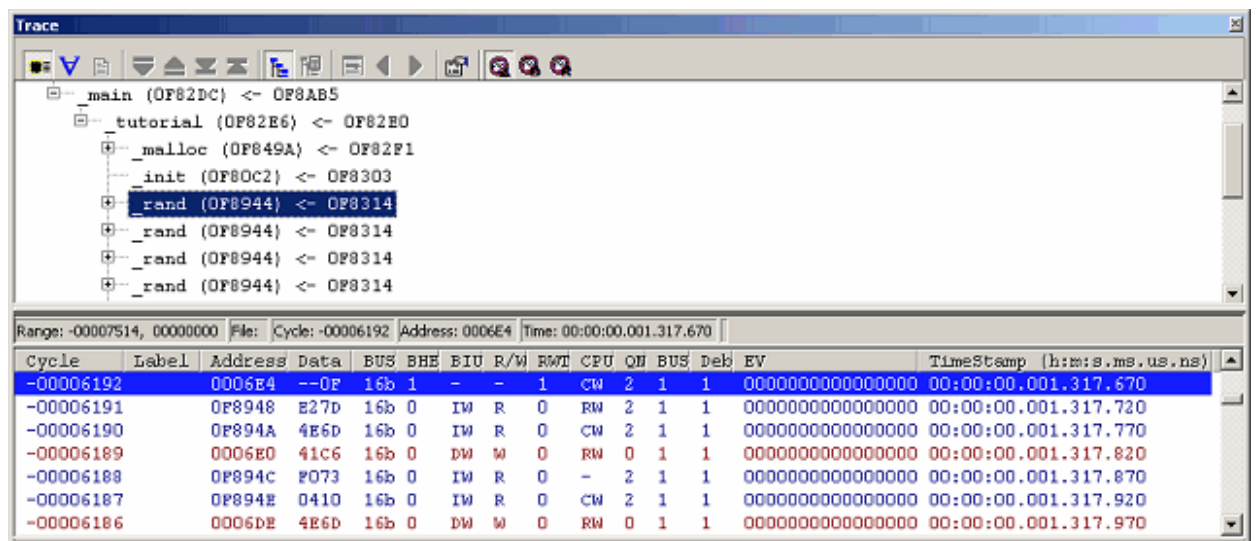 Trace
_main (0F82DC) <- 0F8AB5
_tutorial (0F82E6) <- 0F82E0
_malloc (0F849A) <- 0F82F1
_init (0F80C2) <- 0F8303
_rand (0F8944) <- 0F8314
_rand (0F8944) <- 0F8314
_rand (0F8944) <- 0F8314
_rand (0F8944) <- 0F8314
Range: -00007514, 00000000 File: Cycle: -00006192 Address: 0006E4 Time: 00:00:00.001.317.670
Cycle Label Address Data BUS BHE BIU R/W RWT CPU QN BUS Deb EV TimeStamp (h:m:s.ms.us.ns)
-00006192 0006E4 --0F 16b 1 - - 1 CW 2 1 1 0000000000000000 00:00:00.001.317.670
-00006191 0F8948 E27D 16b 0 IW R 0 RW 2 1 1 0000000000000000 00:00:00.001.317.720
-00006190 0F894A 4E6D 16b 0 IW R 0 CW 2 1 1 0000000000000000 00:00:00.001.317.770
-00006189 0006E0 41C6 16b 0 DW W 0 RW 0 1 1 0000000000000000 00:00:00.001.317.820
-00006188 0F894C F073 16b 0 IW R 0 - 2 1 1 0000000000000000 00:00:00.001.317.870
-00006187 0F894E 0410 16b 0 IW R 0 CW 2 1 1 0000000000000000 00:00:00.001.317.920
-00006186 0006DE 4E6D 16b 0 DW W 0 RW 0 1 1 0000000000000000 00:00:00.001.317.970